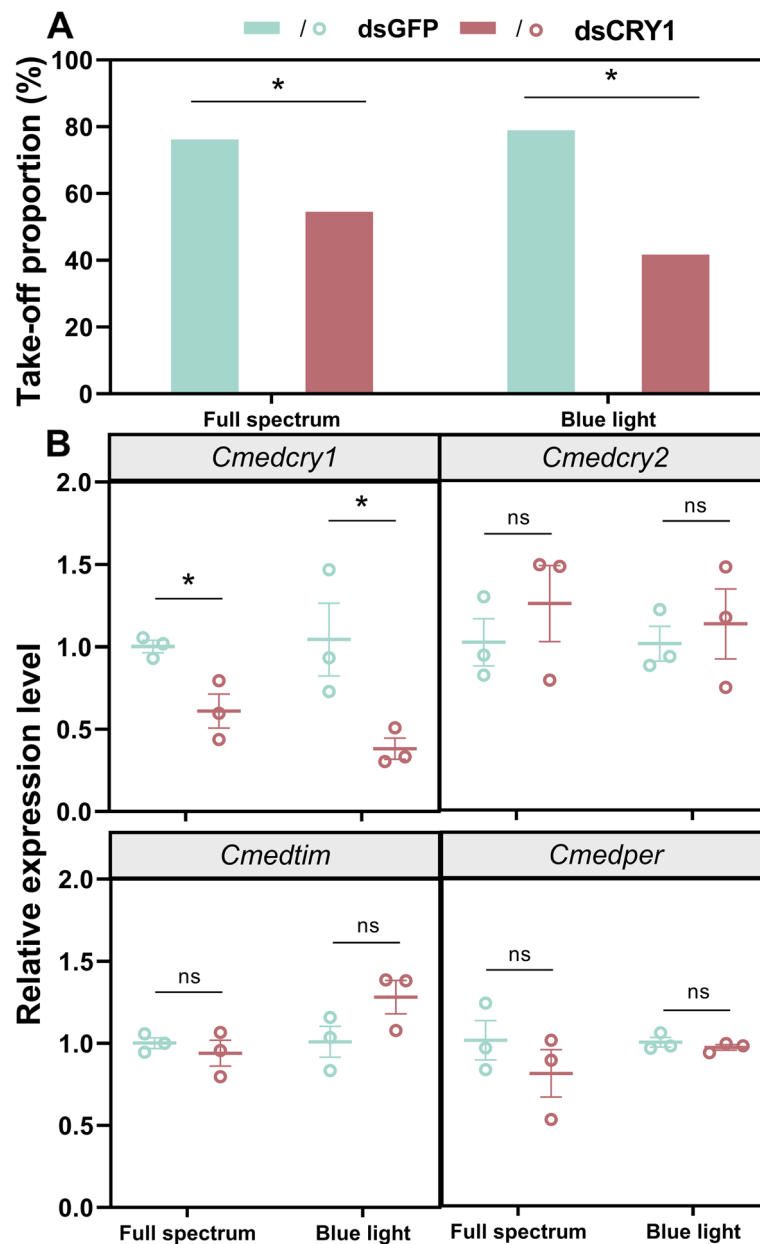 / dsGFP / dsCRY1
A
Take-off proportion (%)
100
80
60
40
20
0
*
*
Full spectrum
Blue light
B
Relative expression level
Cmedcry1
Cmedcry2
2.0
1.5
1.0
0.5
0.0
*
*
ns
ns
Cmedtim
Cmedper
2.0
1.5
1.0
0.5
0.0
ns
ns
ns
ns
Full spectrum
Blue light
Full spectrum
Blue light